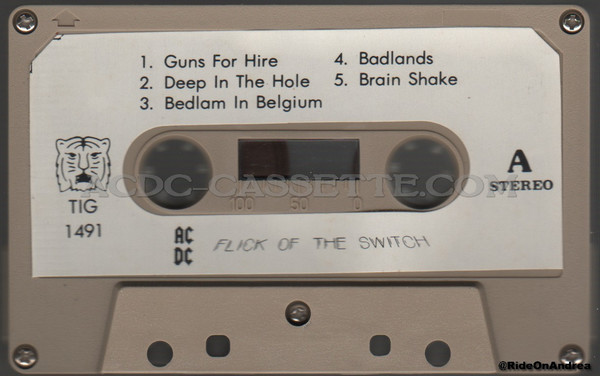 1. Guns For Hire
2. Deep In The Hole
3. Bedlam In Belgium
4. Badlands
5. Brain Shake
A
STEREO
ACDC-CASSETTE.COM
100 50 0
TIG
1491
AC
DC
FLICK OF THE SWITCH
@RideOnAndrea